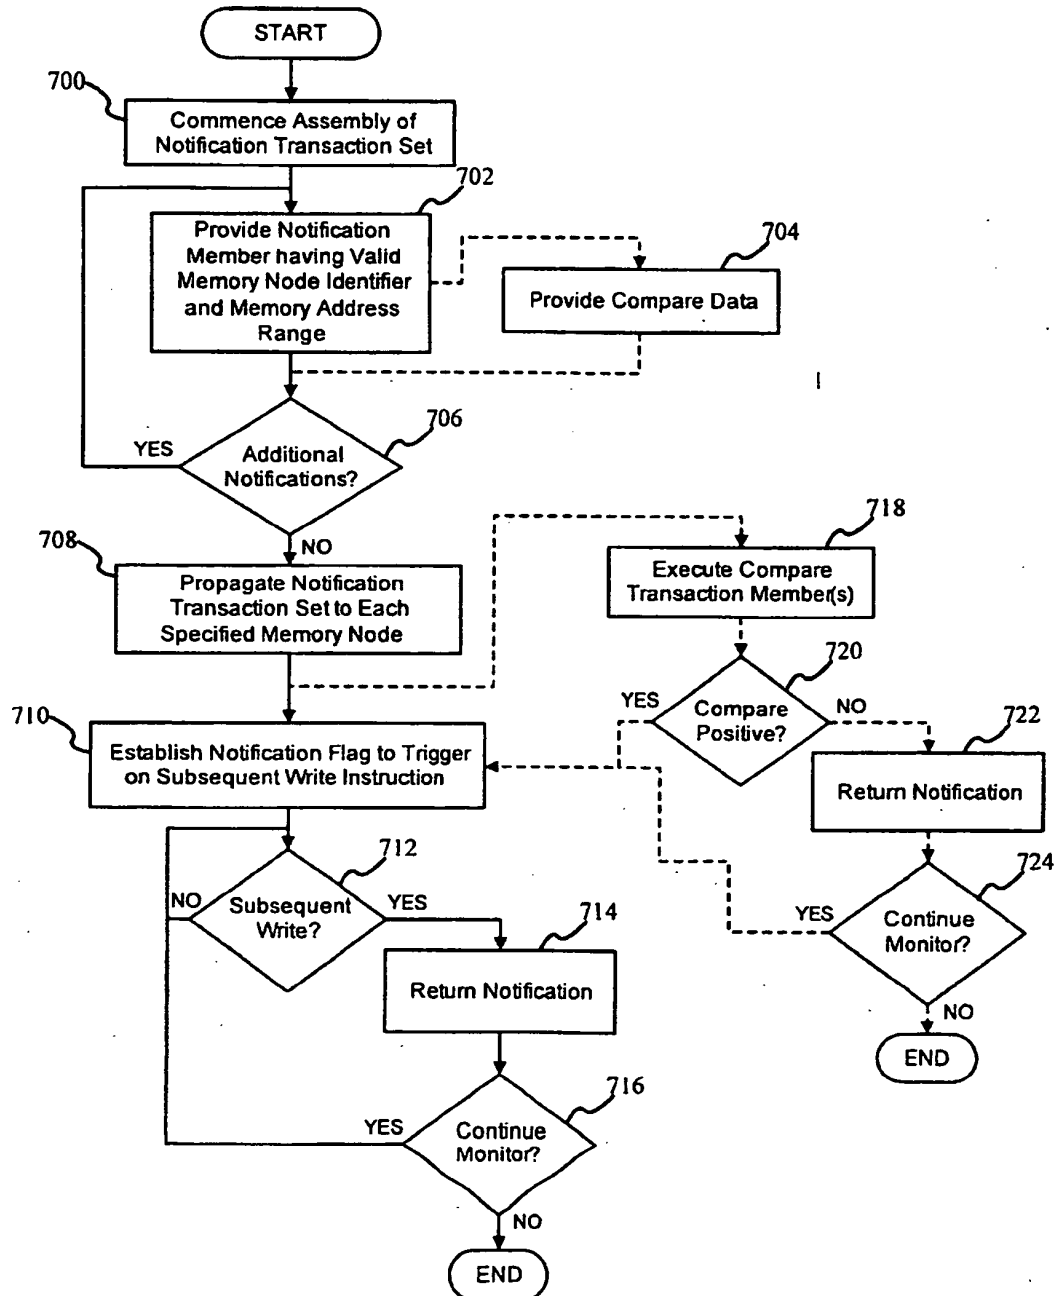 START
700
Commence Assembly of
Notification Transaction Set
702
Provide Notification
Member having Valid
Memory Node Identifier
and Memory Address
Range
704
Provide Compare Data
706
YES
Additional
Notifications?
NO
708
Propagate Notification
Transaction Set to Each
Specified Memory Node
718
Execute Compare
Transaction Member(s)
720
YES
Compare
Positive?
NO
710
Establish Notification Flag to Trigger
on Subsequent Write Instruction
722
Return Notification
712
NO
Subsequent
Write?
YES
714
Return Notification
724
YES
Continue
Monitor?
NO
END
716
YES
Continue
Monitor?
NO
END